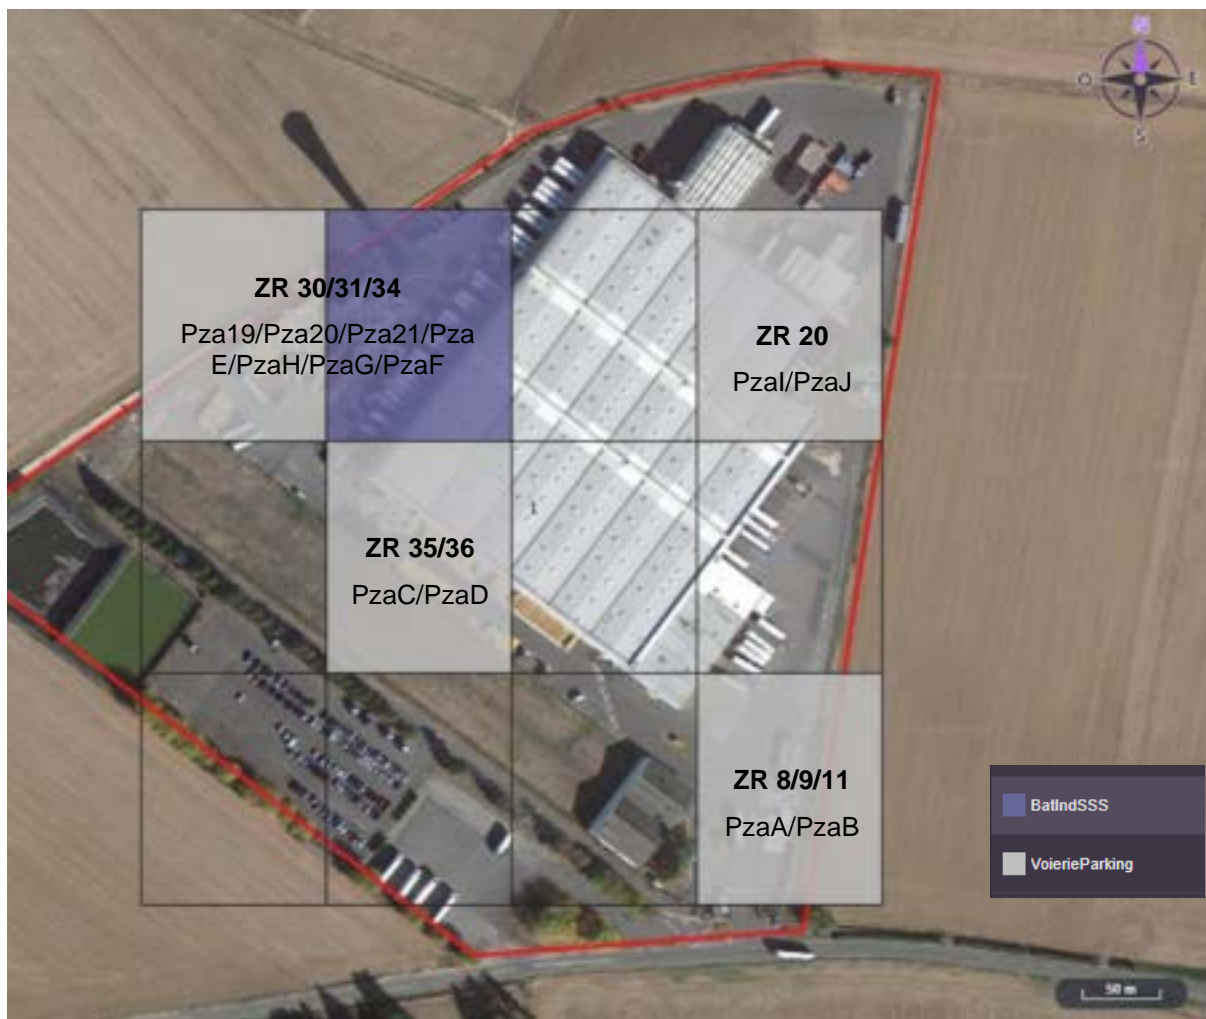 N
O E
S
ZR 30/31/34
Pza19/Pza20/Pza21/Pza
E/PzaH/PzaG/PzaF
ZR 20
PzaI/PzaJ
ZR 35/36
PzaC/PzaD
ZR 8/9/11
PzaA/PzaB
BatIndSSS
VoierieParking
50 m